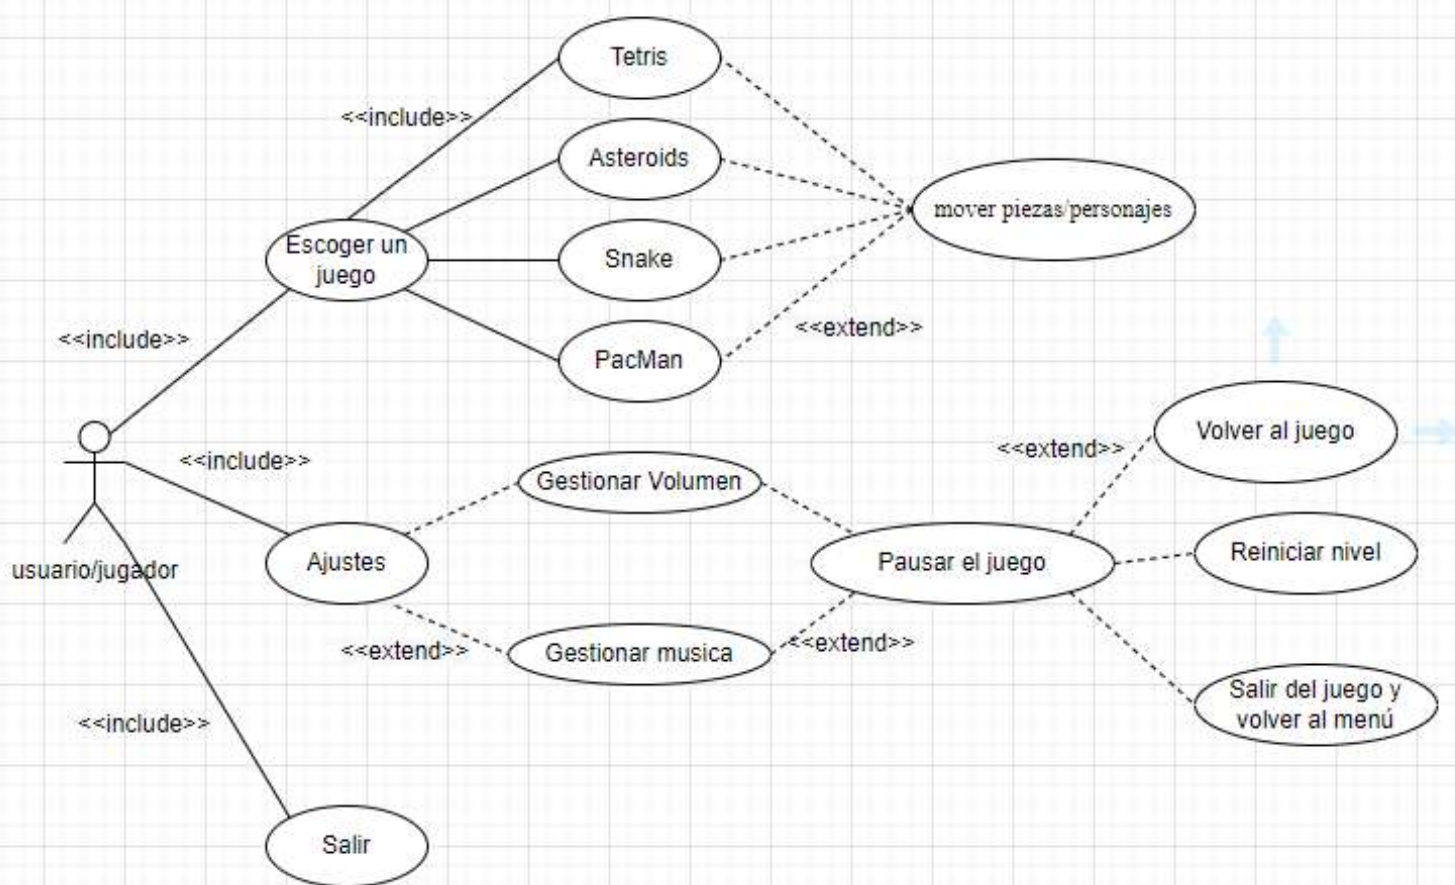 Tetris
<<include>>
Asteroids
mover piezas/personajes
Escoger un
juego
Snake
<<include>>
<<extend>>
PacMan
Volver al juego
<<extend>>
<<include>>
Gestionar Volumen
Reiniciar nivel
Ajustes
Pausar el juego
usuario/jugador
<<extend>>
Gestionar musica
<<extend>>
Salir del juego y
volver al menú
<<include>>
Salir